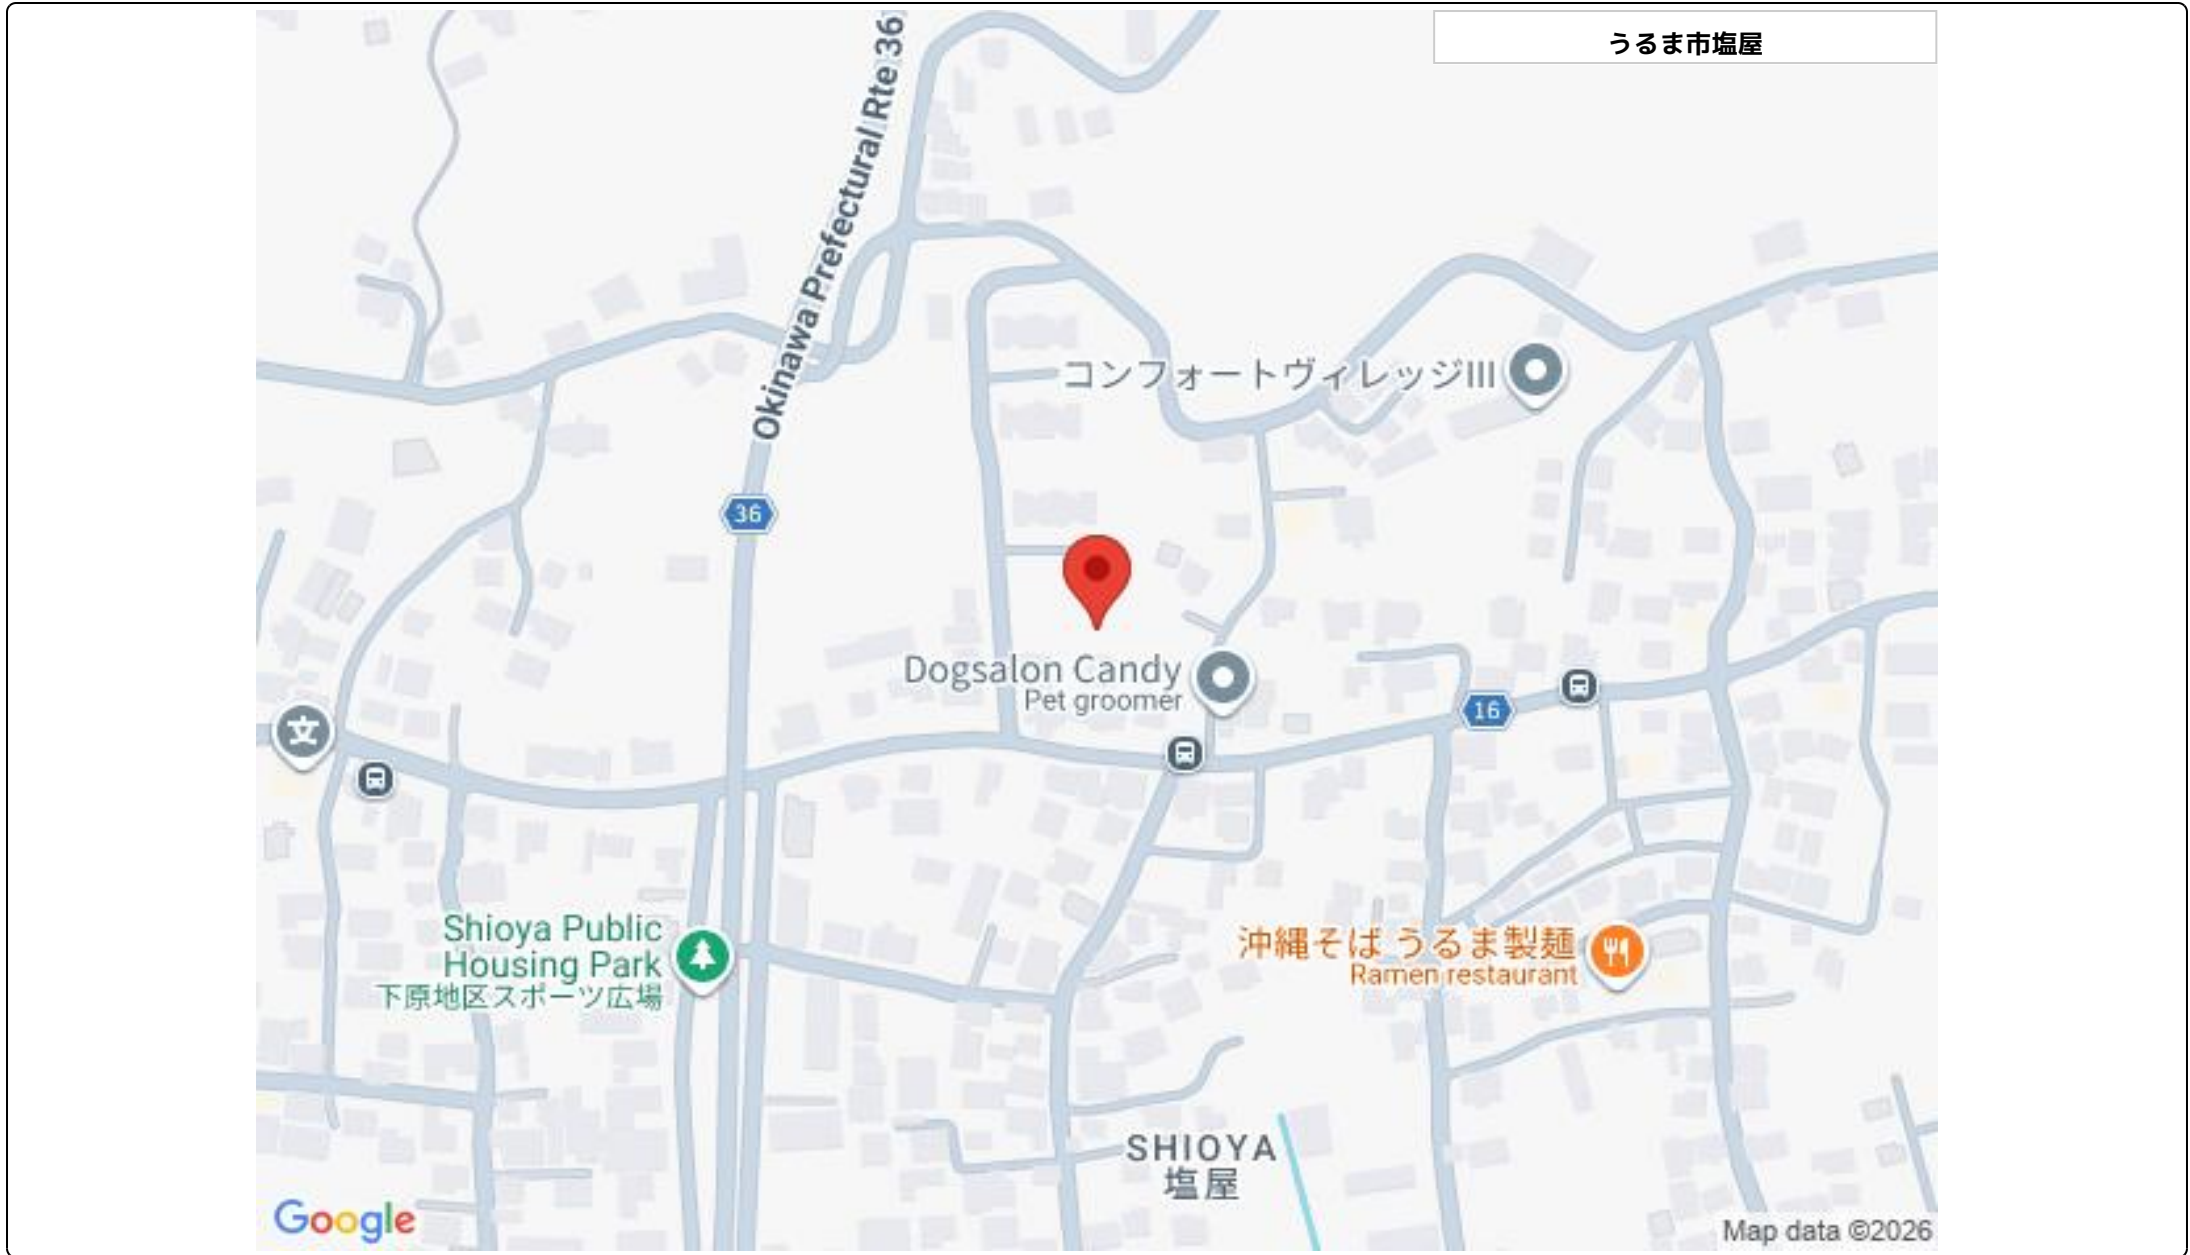 うるま市塩屋
Okinawa Prefectural Rte 36
コンフォートヴィレッジIII
36
Dogsalon Candy
Pet groomer
16
文
Shioya Public
Housing Park
下原地区スポーツ広場
沖縄そば うるま製麺
Ramen restaurant
SHIOYA
塩屋
Google
Map data ©2026